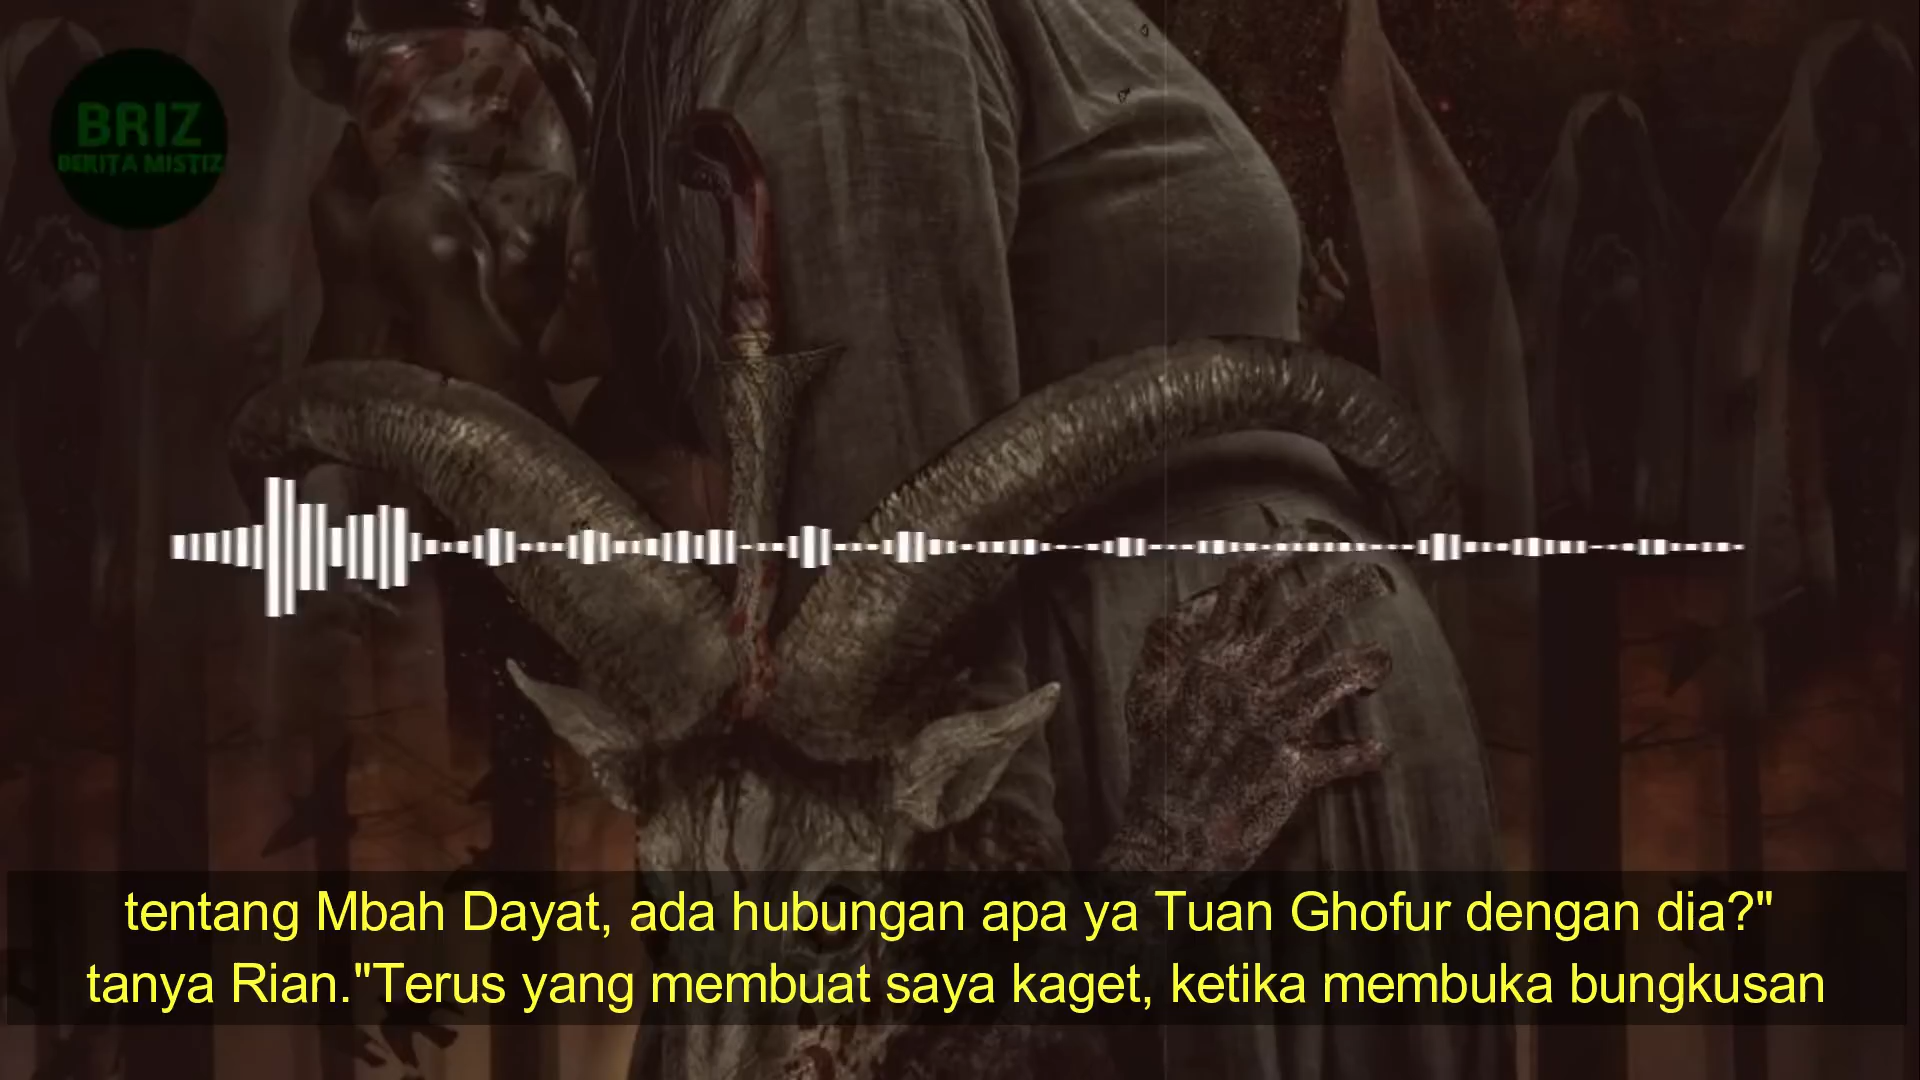 BRIZ
BERITA MISTIZ
tentang Mbah Dayat, ada hubungan apa ya Tuan Ghofur dengan dia?"
tanya Rian."Terus yang membuat saya kaget, ketika membuka bungkusan